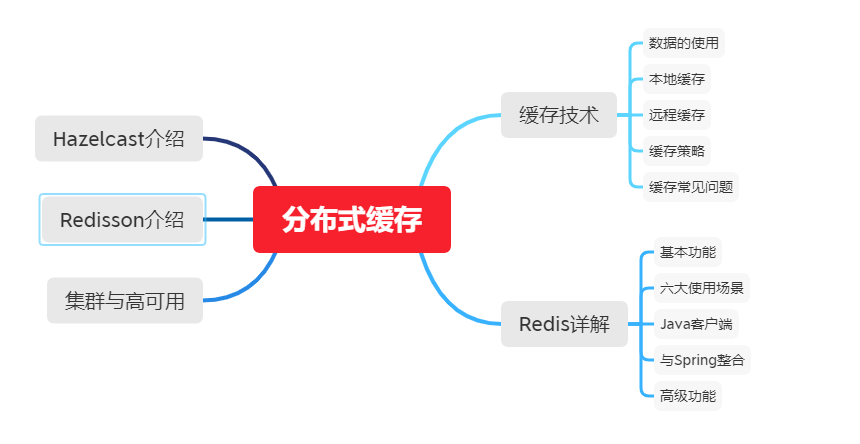 分布式缓存
缓存技术
数据的使用
本地缓存
远程缓存
缓存策略
缓存常见问题
Redis详解
基本功能
六大使用场景
Java客户端
与Spring整合
高级功能
Hazelcast介绍
Redisson介绍
集群与高可用